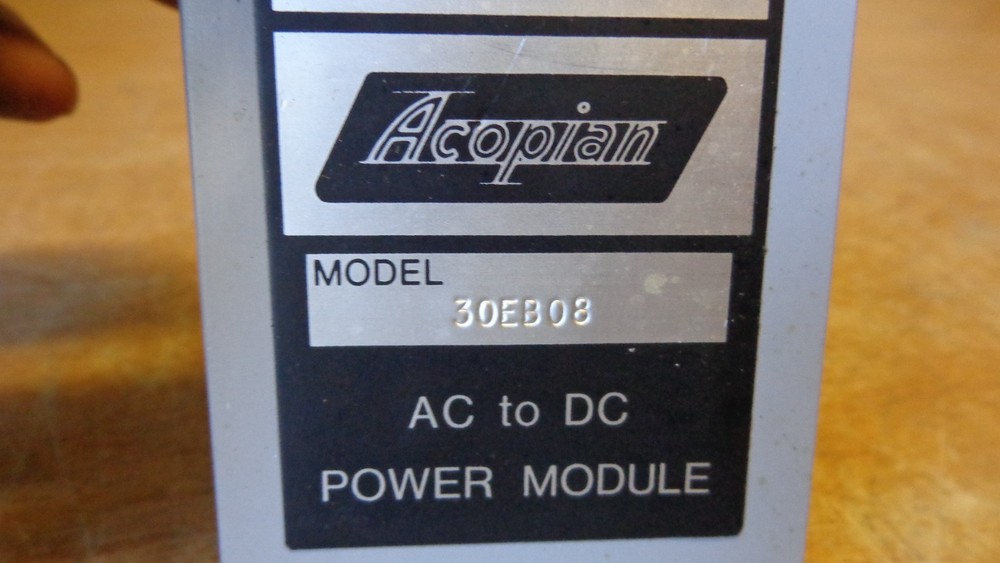 Acopian
MODEL
30EB08
AC to DC
POWER MODULE